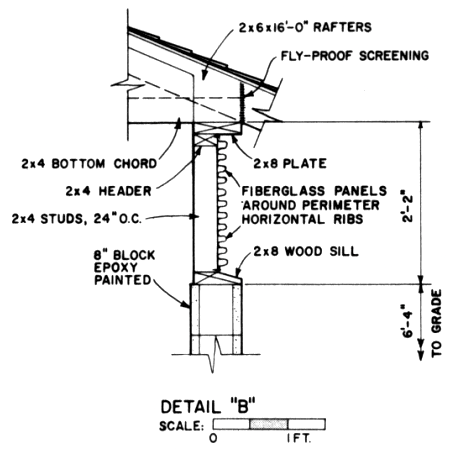 2x6x16'-0" RAFTERS
FLY-PROOF SCREENING
2x4 BOTTOM CHORD
2x8 PLATE
2x4 HEADER
FIBERGLASS PANELS
AROUND PERIMETER
HORIZONTAL RIBS
2x4 STUDS, 24" O.C.
2'-2"
8" BLOCK
EPOXY
PAINTED
2x8 WOOD SILL
6'-4"
TO GRADE
DETAIL "B"
SCALE:
0 1 FT.